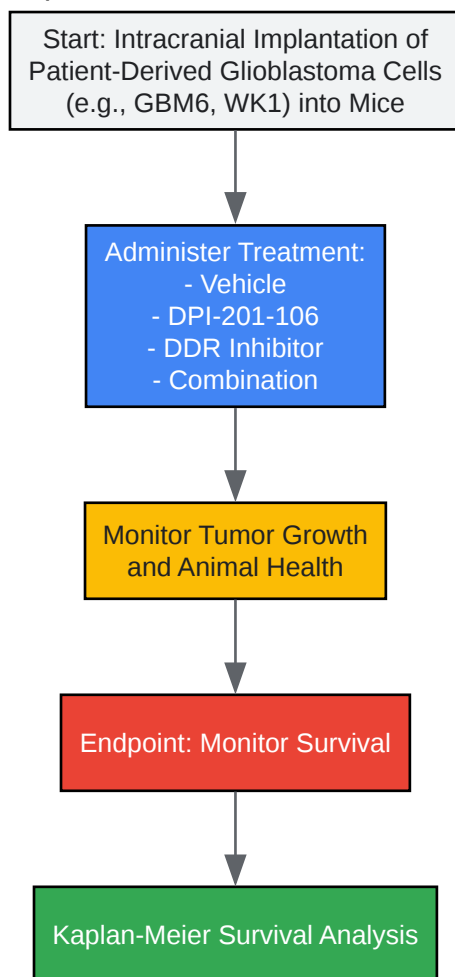 Start: Intracranial Implantation of
Patient-Derived Glioblastoma Cells
(e.g., GBM6, WK1) into Mice
Administer Treatment:
- Vehicle
- DPI-201-106
- DDR Inhibitor
- Combination
Monitor Tumor Growth
and Animal Health
Endpoint: Monitor Survival
Kaplan-Meier Survival Analysis